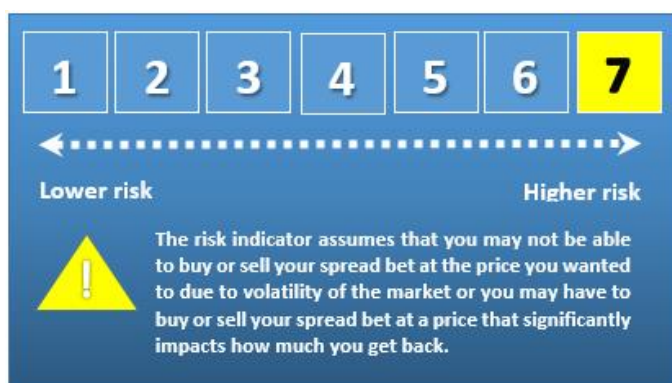 1 2 3 4 5 6 7
Lower risk Higher risk
!
The risk indicator assumes that you may not be able
to buy or sell your spread bet at the price you wanted
to due to volatility of the market or you may have to
buy or sell your spread bet at a price that significantly
impacts how much you get back.